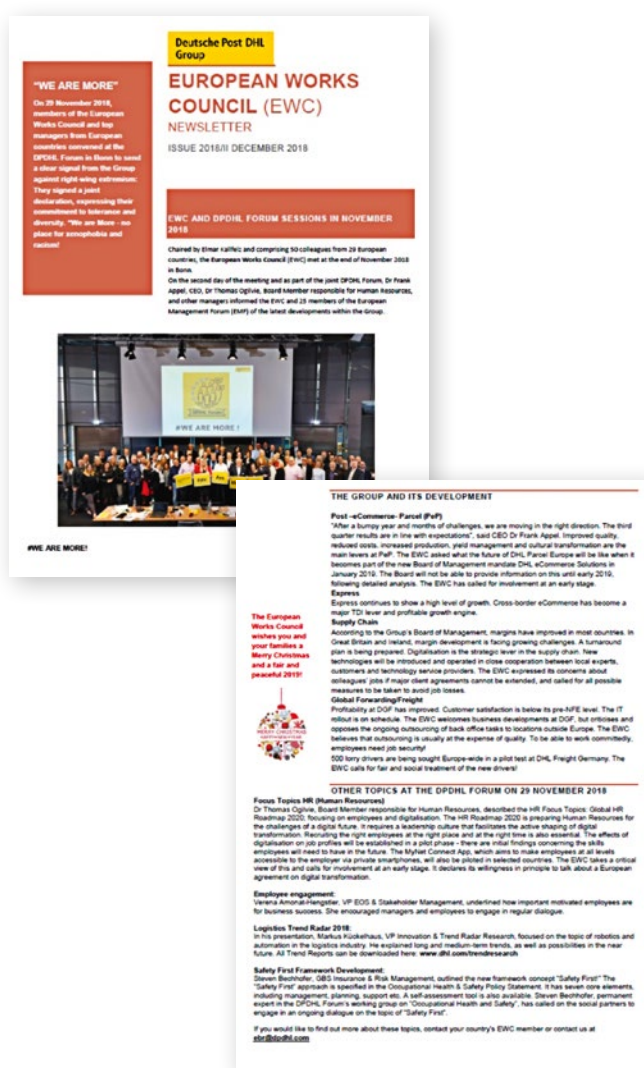 Deutsche Post DHL
Group
"WE ARE MORE"
On 29 November 2018,
members of the European
Works Council and top
managers from European
countries convened at the
DPDHL Forum in Bonn to send
a clear signal from the Group
against right-wing extremism:
They signed a joint
declaration, expressing their
commitment to tolerance and
diversity. "We are More - no
place for xenophobia and
racism!
EUROPEAN WORKS
COUNCIL (EWC)
NEWSLETTER
ISSUE 2018/II DECEMBER 2018
EWC AND DPDHL FORUM SESSIONS IN NOVEMBER
2018
Chaired by Elmar Kallfelz and comprising 50 colleagues from 29 European
countries, the European Works Council (EWC) met at the end of November 2018
in Bonn.
On the second day of the meeting and as part of the joint DPDHL Forum, Dr Frank
Appel, CEO, Dr Thomas Ogilvie, Board Member responsible for Human Resources,
and other managers informed the EWC and 25 members of the European
Management Forum (EMF) of the latest developments within the Group.
#WE ARE MORE !
#WE ARE MORE!
THE GROUP AND ITS DEVELOPMENT
Post –eCommerce- Parcel (PeP)
"After a bumpy year and months of challenges, we are moving in the right direction. The third
quarter results are in line with expectations", said CEO Dr Frank Appel. Improved quality,
reduced costs, increased production, yield management and cultural transformation are the
main levers at PeP. The EWC asked what the future of DHL Parcel Europe will be like when it
becomes part of the new Board of Management mandate DHL eCommerce Solutions in
January 2019. The Board will not be able to provide information on this until early 2019,
following detailed analysis. The EWC has called for involvement at an early stage.
Express
Express continues to show a high level of growth. Cross-border eCommerce has become a
major TDI lever and profitable growth engine.
Supply Chain
According to the Group's Board of Management, margins have improved in most countries. In
Great Britain and Ireland, margin development is facing growing challenges. A turnaround
plan is being prepared. Digitalisation is the strategic lever in the supply chain. New
technologies will be introduced and operated in close cooperation between local experts,
customers and technology service providers. The EWC expressed its concerns about
colleagues' jobs if major client agreements cannot be extended, and called for all possible
measures to be taken to avoid job losses.
Global Forwarding/Freight
Profitability at DGF has improved. Customer satisfaction is below its pre-NFE level. The IT
rollout is on schedule. The EWC welcomes business developments at DGF, but criticises and
opposes the ongoing outsourcing of back office tasks to locations outside Europe. The EWC
believes that outsourcing is usually at the expense of quality. To be able to work committedly,
employees need job security!
500 lorry drivers are being sought Europe-wide in a pilot test at DHL Freight Germany. The
EWC calls for fair and social treatment of the new drivers!
The European
Works Council
wishes you and
your families a
Merry Christmas
and a fair and
peaceful 2019!
MERRY CHRISTMAS
OTHER TOPICS AT THE DPDHL FORUM ON 29 NOVEMBER 2018
Focus Topics HR (Human Resources)
Dr Thomas Ogilvie, Board Member responsible for Human Resources, described the HR Focus Topics: Global HR
Roadmap 2020; focusing on employees and digitalisation. The HR Roadmap 2020 is preparing Human Resources for
the challenges of a digital future. It requires a leadership culture that facilitates the active shaping of digital
transformation. Recruiting the right employees at the right place and at the right time is also essential. The effects of
digitalisation on job profiles will be established in a pilot phase - there are initial findings concerning the skills
employees will need to have in the future. The MyNet Connect App, which aims to make employees at all levels
accessible to the employer via private smartphones, will also be piloted in selected countries. The EWC takes a critical
view of this and calls for involvement at an early stage. It declares its willingness in principle to talk about a European
agreement on digital transformation.
Employee engagement:
Verena Amonat-Hengstler, VP EOS & Stakeholder Management, underlined how important motivated employees are
for business success. She encouraged managers and employees to engage in regular dialogue.
Logistics Trend Radar 2018:
In his presentation, Markus Kückelhaus, VP Innovation & Trend Radar Research, focused on the topic of robotics and
automation in the logistics industry. He explained long and medium-term trends, as well as possibilities in the near
future. All Trend Reports can be downloaded here: www.dhl.com/trendresearch
Safety First Framework Development:
Steven Bechhofer, GBS Insurance & Risk Management, outlined the new framework concept "Safety First!" The
"Safety First" approach is specified in the Occupational Health & Safety Policy Statement. It has seven core elements,
including management, planning, support etc. A self-assessment tool is also available. Steven Bechhofer, permanent
expert in the DPDHL Forum's working group on "Occupational Health and Safety", has called on the social partners to
engage in an ongoing dialogue on the topic of "Safety First".
If you would like to find out more about these topics, contact your country's EWC member or contact us at
ebr@dpdhl.com